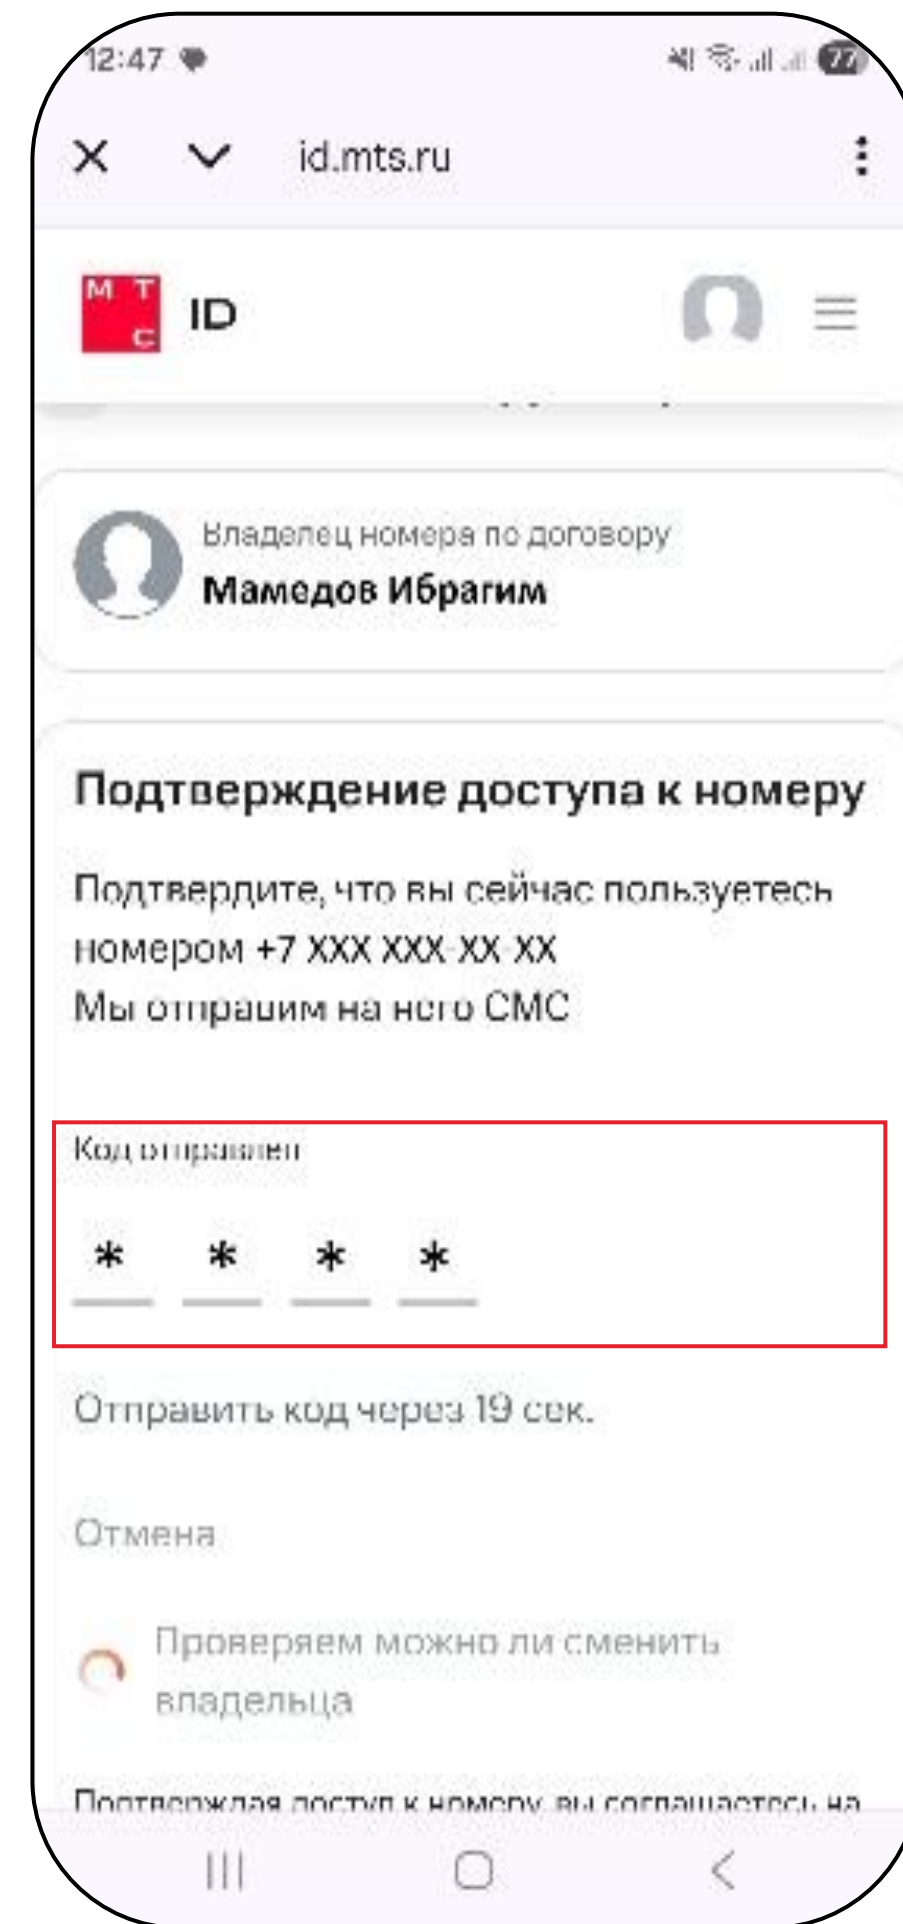 12:47
77
id.mts.ru
М Т С ID
Владелец номера по договору
Мамедов Ибрагим
Подтверждение доступа к номеру
Подтвердите, что вы сейчас пользуетесь
номером +7 XXX XXX-XX-XX
Мы отправим на него СМС
Код отправлен
* * * *
Отправить код через 19 сек.
Отмена
Проверяем можно ли сменить
владельца
Подтверждая доступ к номеру, вы соглашаетесь на